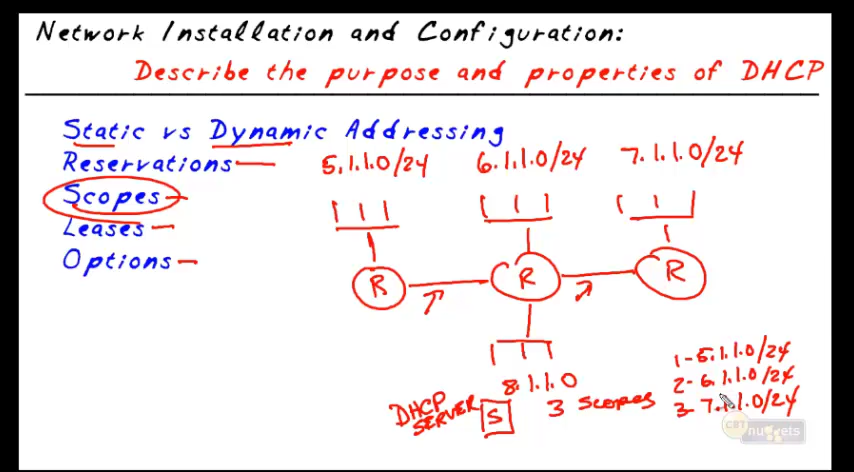 Network Installation and Configuration:
Describe the purpose and properties of DHCP
Static vs Dynamic Addressing
Reservations
Scopes
Leases
Options
5.1.1.0/24 6.1.1.0/24 7.1.1.0/24
R R R
8.1.1.0
DHCP
SERVER S
3 Scopes
1-5.1.1.0/24
2-6.1.1.0/24
3-7.1.1.0/24
CBT
nuggets